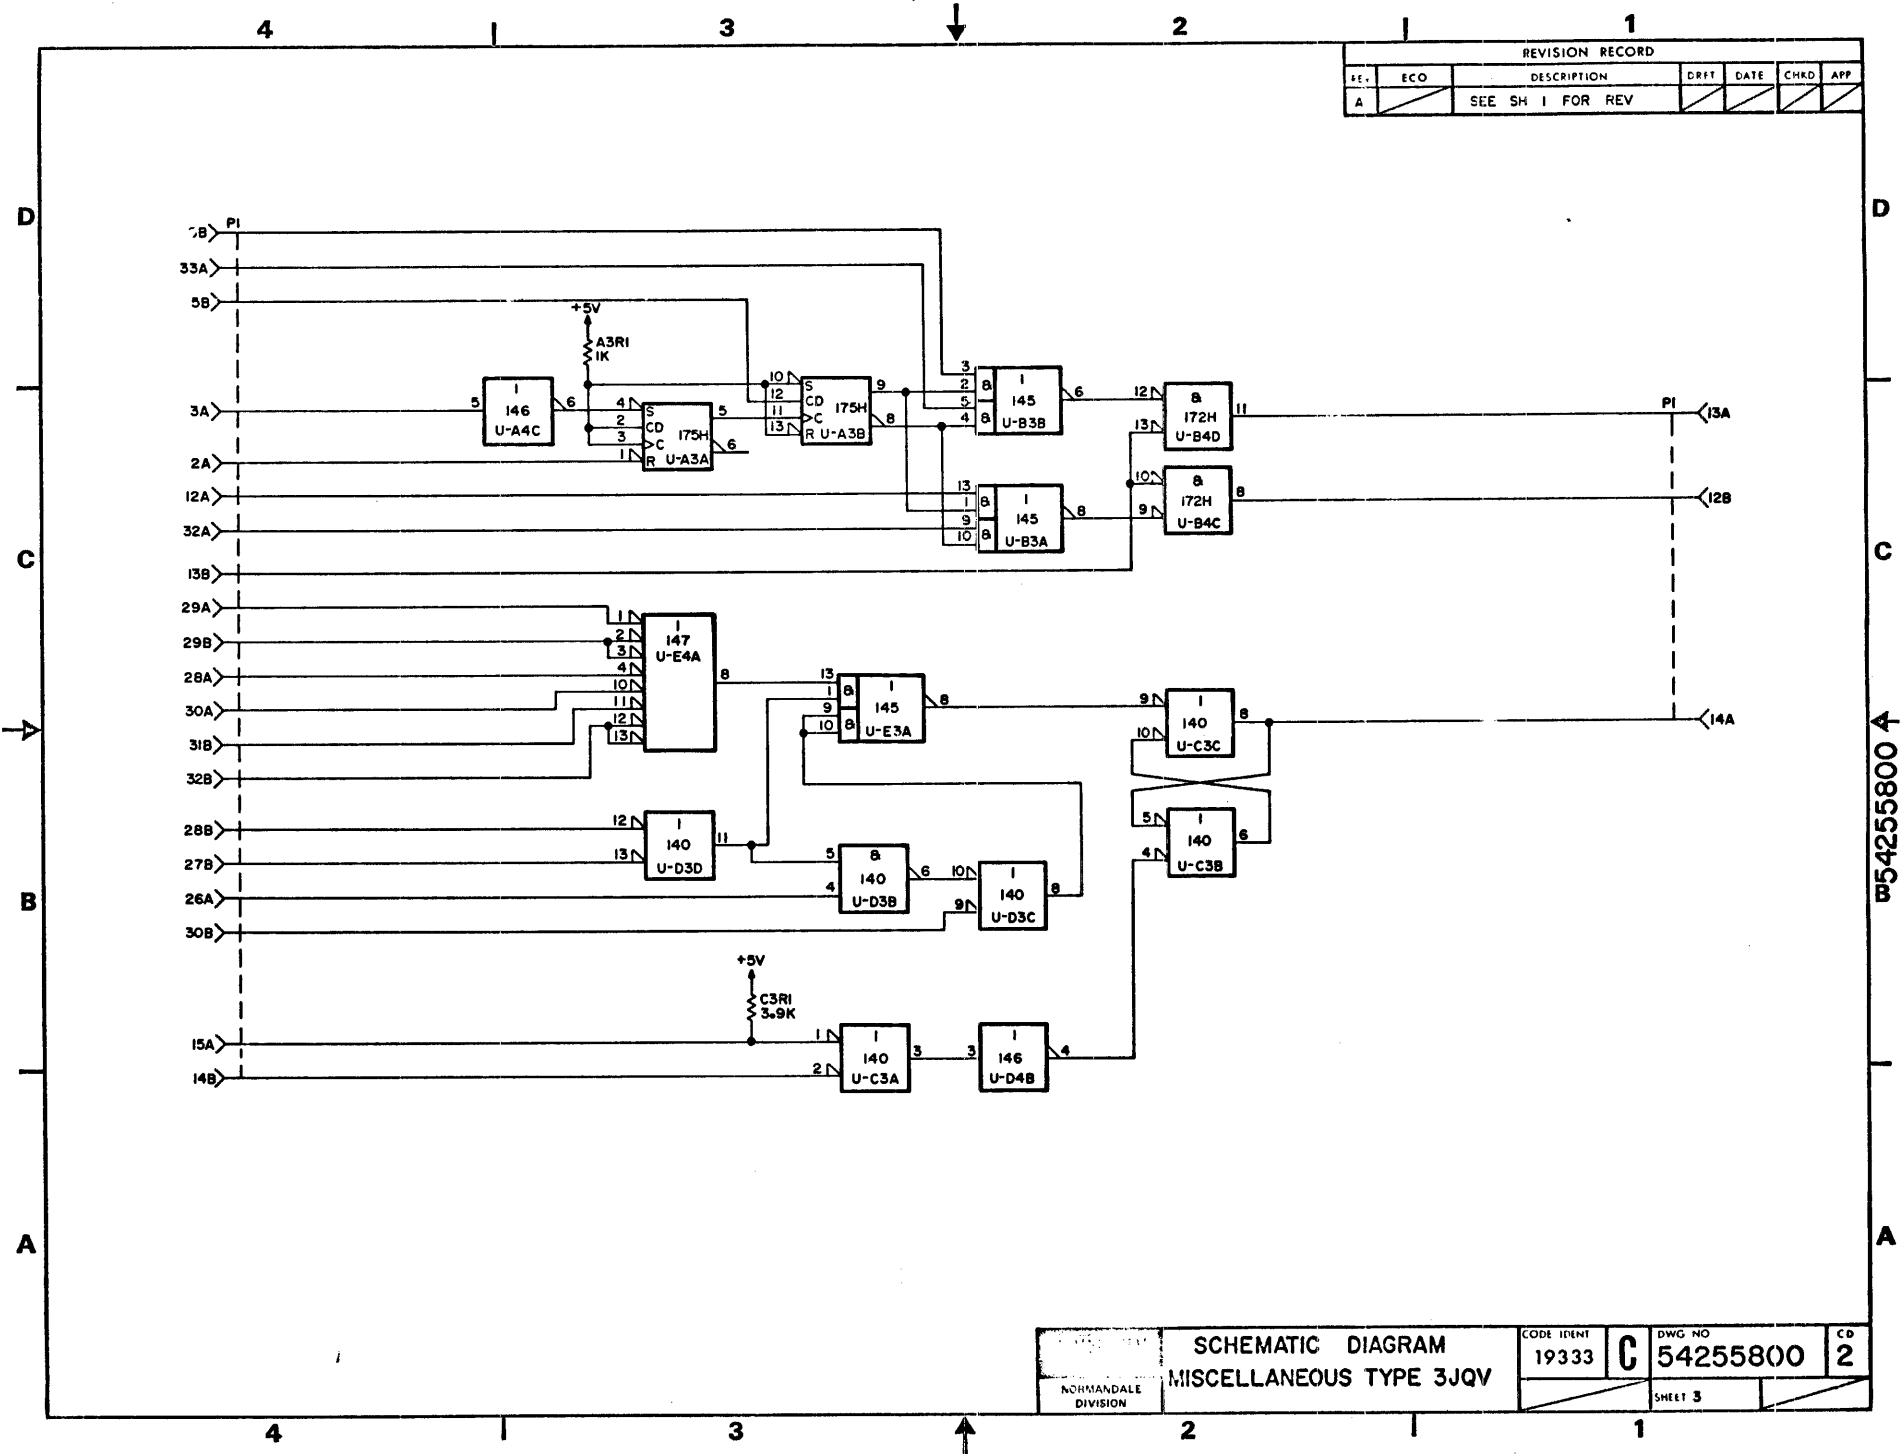 4 3 2 1
REVISION RECORD
ECO DESCRIPTION DRFT DATE CHKD APP
A SEE SH 1 FOR REV
D D
P1
33A
5B
+5V
A3R1
1K
3A 5 1 146 U-A4C 6
4 S
2 CD
3 C
1 R
175H
U-A3A
5
6
2A
10 S
12 CD
11 C
13 R
175H
U-A3B
9
8
3
2 &
5
4 &
1
145
U-B3B
6
12
13
&
172H
U-B4D
11
P1
13A
12A
32A
13
1 &
9
10 &
1
145
U-B3A
8
10
9
&
172H
U-B4C
8
12B
C C
13B
29A
29B
28A
30A
31B
32B
1
2
3
4
10
11
12
13
1
147
U-E4A
8
13
1 &
9
10 &
1
145
U-E3A
8
9
10
1
140
U-C3C
8
14A
5
4
1
140
U-C3B
6
28B
27B
26A
30B
12
13
1
140
U-D3D
11
5
4
&
140
U-D3B
6
10
9
1
140
U-D3C
8
B B
54255800
+5V
C3R1
3.9K
15A
14B
1
2
1
140
U-C3A
3
3
1
146
U-D4B
4
A A
SCHEMATIC DIAGRAM
MISCELLANEOUS TYPE 3JQV
NORMANDALE
DIVISION
CODE IDENT
19333
C
DWG NO
54255800
CD
2
SHEET 3
4 3 2 1